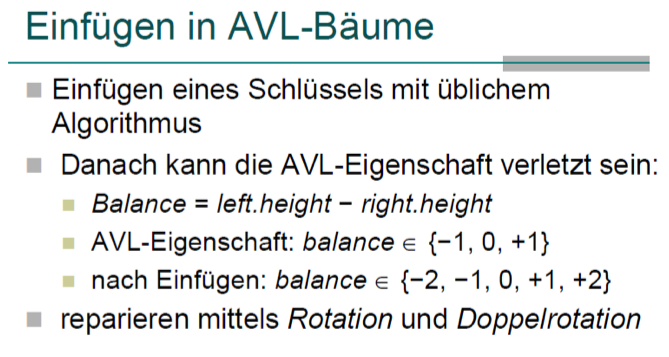 Einfügen in AVL-Bäume
Einfügen eines Schlüssels mit üblichem
Algorithmus
Danach kann die AVL-Eigenschaft verletzt sein:
Balance = left.height − right.height
AVL-Eigenschaft: balance ∈ {−1, 0, +1}
nach Einfügen: balance ∈ {−2, −1, 0, +1, +2}
reparieren mittels Rotation und Doppelrotation